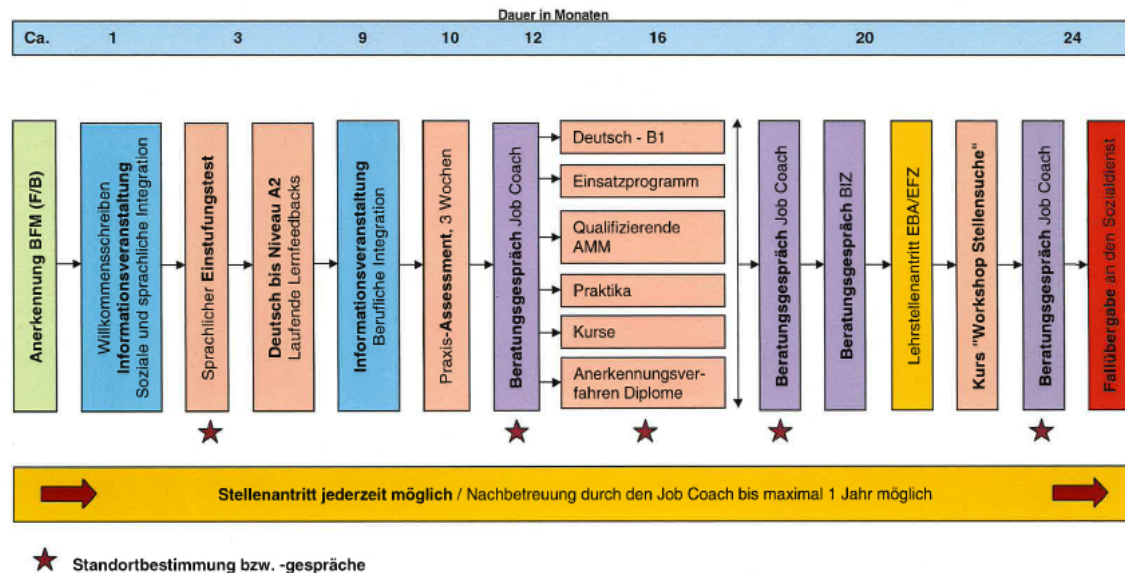 Dauer in Monaten
Ca. 1 3 9 10 12 16 20 24
Anerkennung BFM (F/B)
Willkommensschreiben
Informationsveranstaltung
Soziale und sprachliche Integration
Sprachlicher Einstufungstest
Deutsch bis Niveau A2
Laufende Lernfeedbacks
Informationsveranstaltung
Berufliche Integration
Praxis-Assessment, 3 Wochen
Beratungsgespräch Job Coach
Deutsch - B1
Einsatzprogramm
Qualifizierende
AMM
Praktika
Kurse
Anerkennungsver-
fahren Diplome
Beratungsgespräch Job Coach
Beratungsgespräch BIZ
Lehrstellenantritt EBA/EFZ
Kurs "Workshop Stellensuche"
Beratungsgespräch Job Coach
Fallübergabe an den Sozialdienst
Stellenantritt jederzeit möglich / Nachbetreuung durch den Job Coach bis maximal 1 Jahr möglich
Standortbestimmung bzw. -gespräche